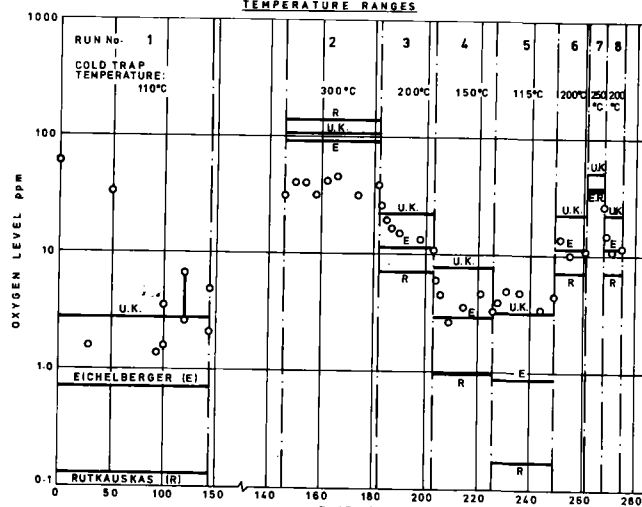 TEMPERATURE RANGES
1000
RUN No. 1 2 3 4 5 6 7 8
COLD TRAP
TEMPERATURE:
110°C 300°C 200°C 150°C 115°C 200°C 250°C 200°C
R
100
U.K.
E
U.K.
E.R.
U.K. U.K. UK
OXYGEN LEVEL ppm
10
E E E
U.K.
R R R
U.K. E U.K.
1.0
EICHELBERGER (E)
R E
RUTKAUSKAS (R)
R
0.1
0 50 100 150 140 160 180 200 220 240 260 280